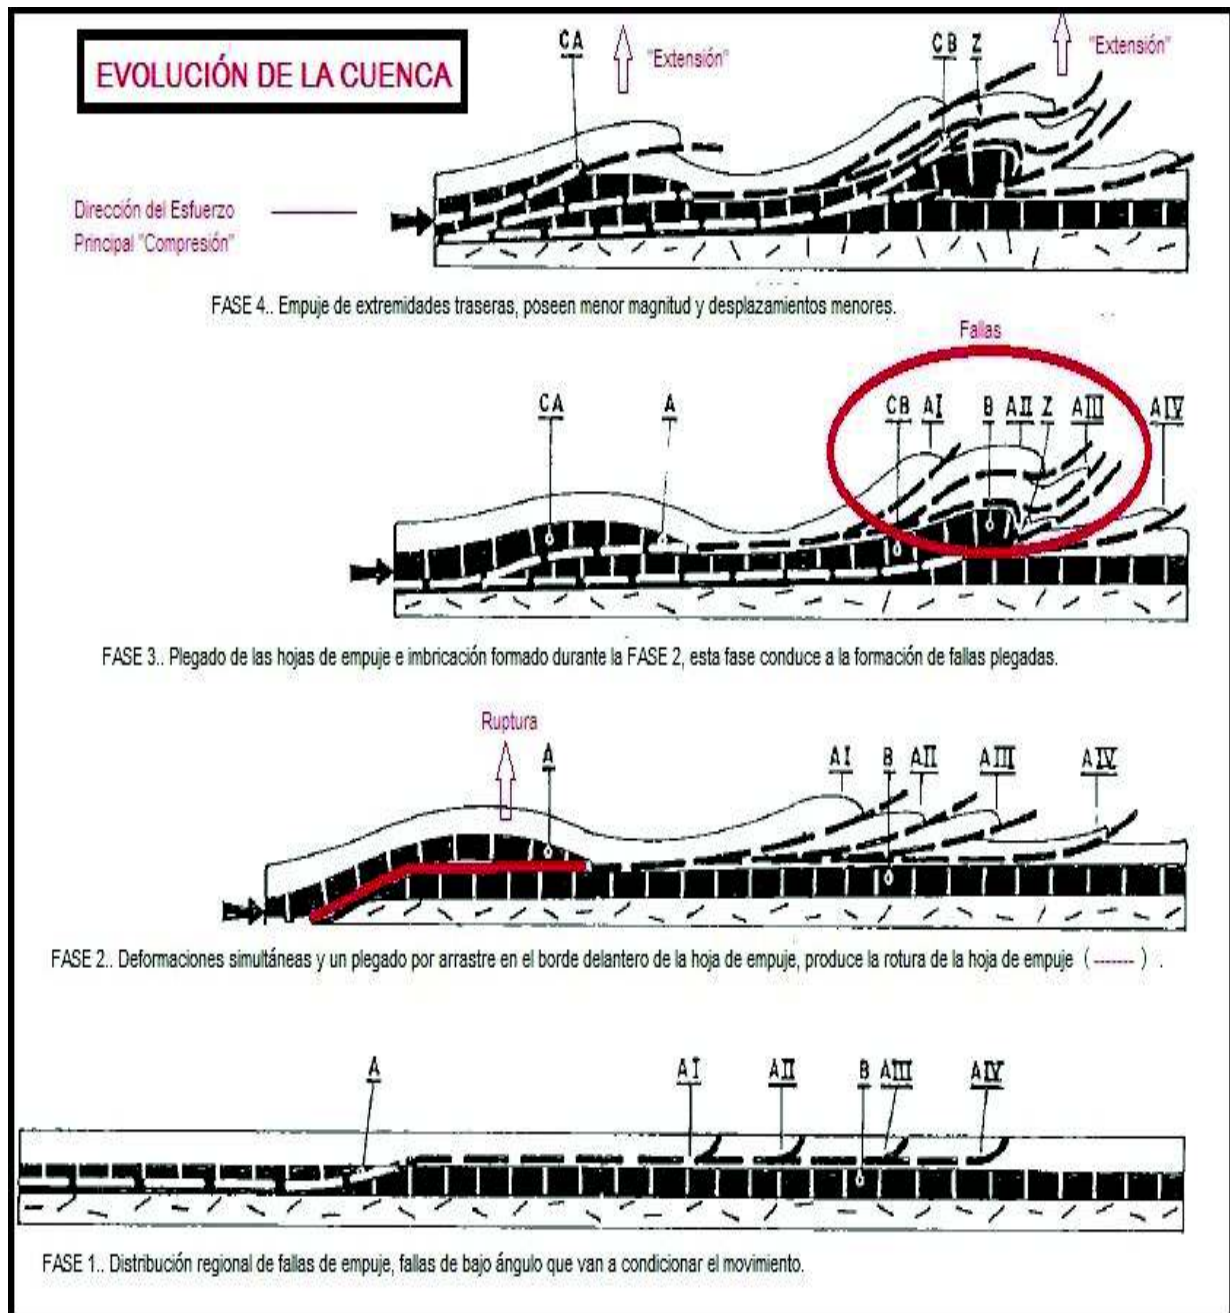 EVOLUCIÓN DE LA CUENCA
CA
"Extensión"
CB Z
"Extensión"
Dirección del Esfuerzo
Principal "Compresión"
FASE 4.. Empuje de extremidades traseras, poseen menor magnitud y desplazamientos menores.
Fallas
CA A CB AI B AII Z AIII AIV
FASE 3.. Plegado de las hojas de empuje e imbricación formado durante la FASE 2, esta fase conduce a la formación de fallas plegadas.
Ruptura
A AI B AII AIII AIV
FASE 2.. Deformaciones simultáneas y un plegado por arrastre en el borde delantero de la hoja de empuje, produce la rotura de la hoja de empuje ( ------- ) .
A AI AII B AIII AIV
FASE 1.. Distribución regional de fallas de empuje, fallas de bajo ángulo que van a condicionar el movimiento.